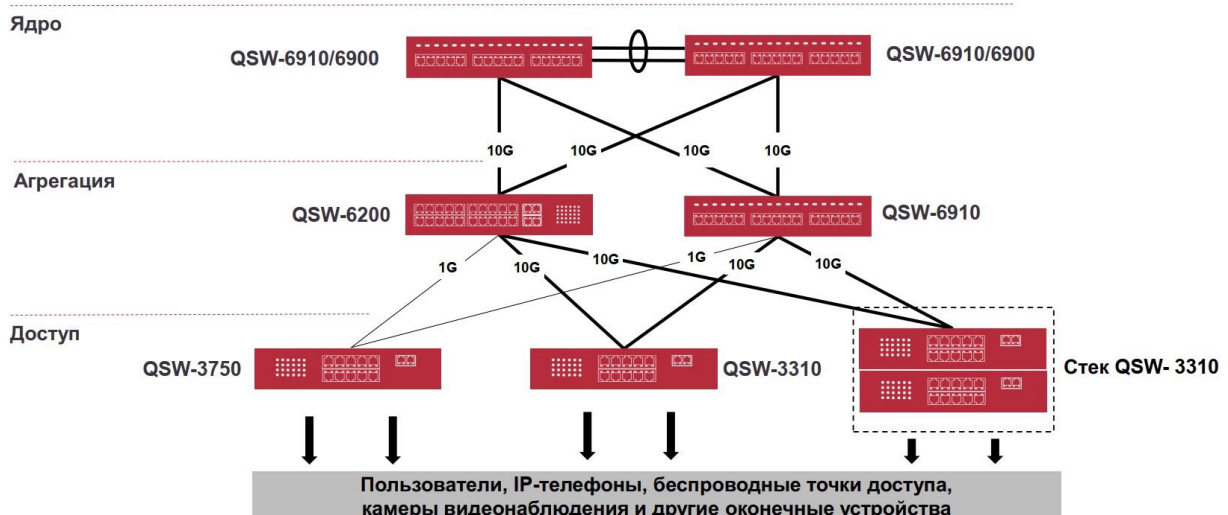 Ядро
QSW-6910/6900
QSW-6910/6900
10G
10G
10G
10G
Агрегация
QSW-6200
QSW-6910
1G
10G
10G
1G
10G
10G
Доступ
QSW-3750
QSW-3310
Стек QSW- 3310
Пользователи, IP-телефоны, беспроводные точки доступа,
камеры видеонаблюдения и другие оконечные устройства